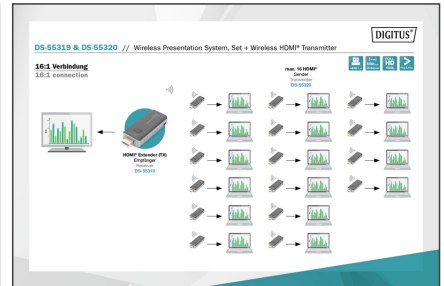 DIGITUS®
DS-55319 & DS-55320 // Wireless Presentation System, Set + Wireless HDMI® Transmitter
16:1 Verbindung
16:1 connection
max. 16 HDMI®
Sender
Transmitter
DS-55320
HDMI® Extender (TX)
Empfänger
Receiver
DS-55319